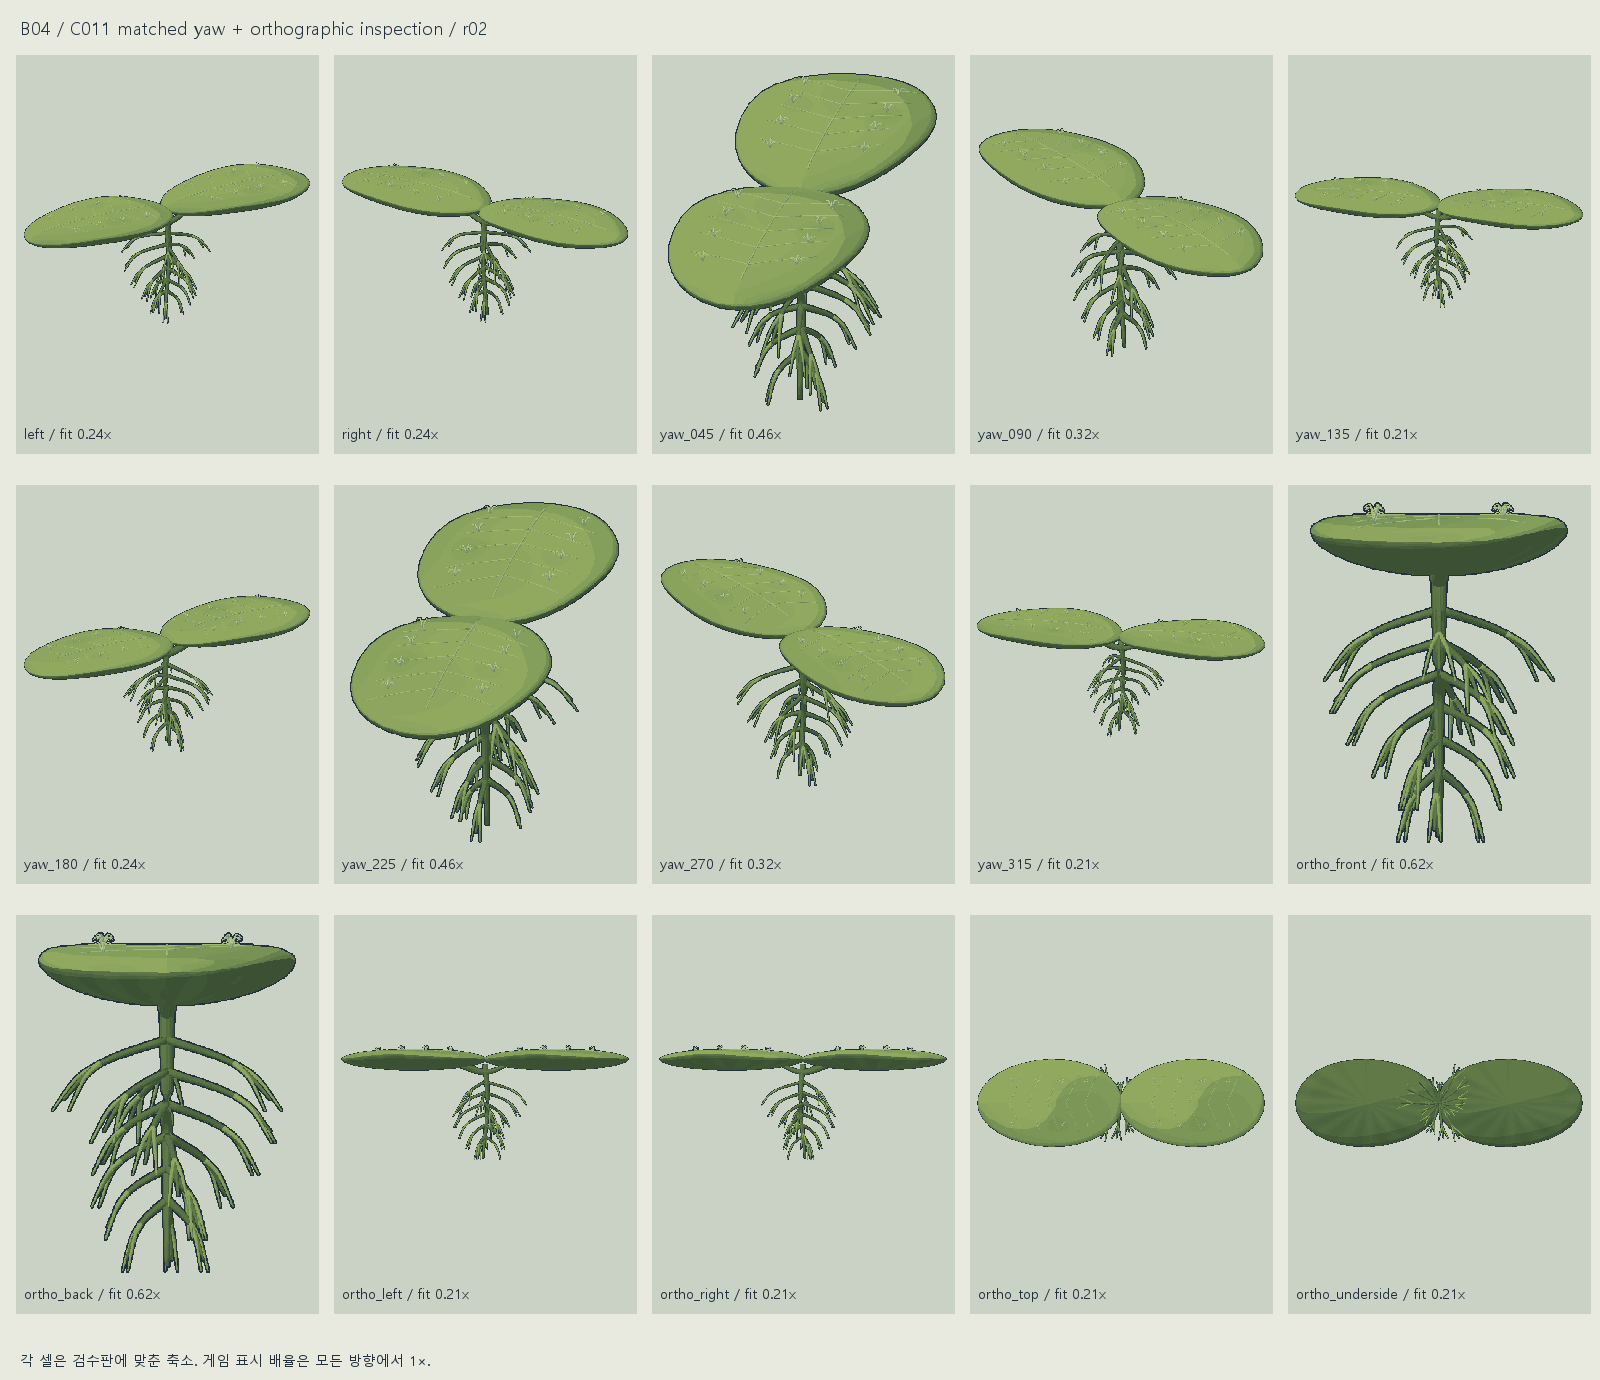 B04 / C011 matched yaw + orthographic inspection / r02
left / fit 0.24x
right / fit 0.24x
yaw_045 / fit 0.46x
yaw_090 / fit 0.32x
yaw_135 / fit 0.21x
yaw_180 / fit 0.24x
yaw_225 / fit 0.46x
yaw_270 / fit 0.32x
yaw_315 / fit 0.21x
ortho_front / fit 0.62x
ortho_back / fit 0.62x
ortho_left / fit 0.21x
ortho_right / fit 0.21x
ortho_top / fit 0.21x
ortho_underside / fit 0.21x
각 셀은 검수판에 맞춘 축소. 게임 표시 배율은 모든 방향에서 1×.